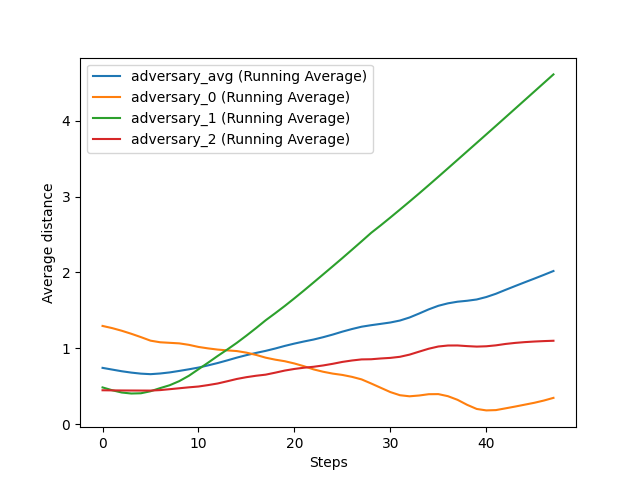 adversary_avg (Running Average)
adversary_0 (Running Average)
adversary_1 (Running Average)
adversary_2 (Running Average)
Average distance
4
3
2
1
0
0 10 20 30 40
Steps